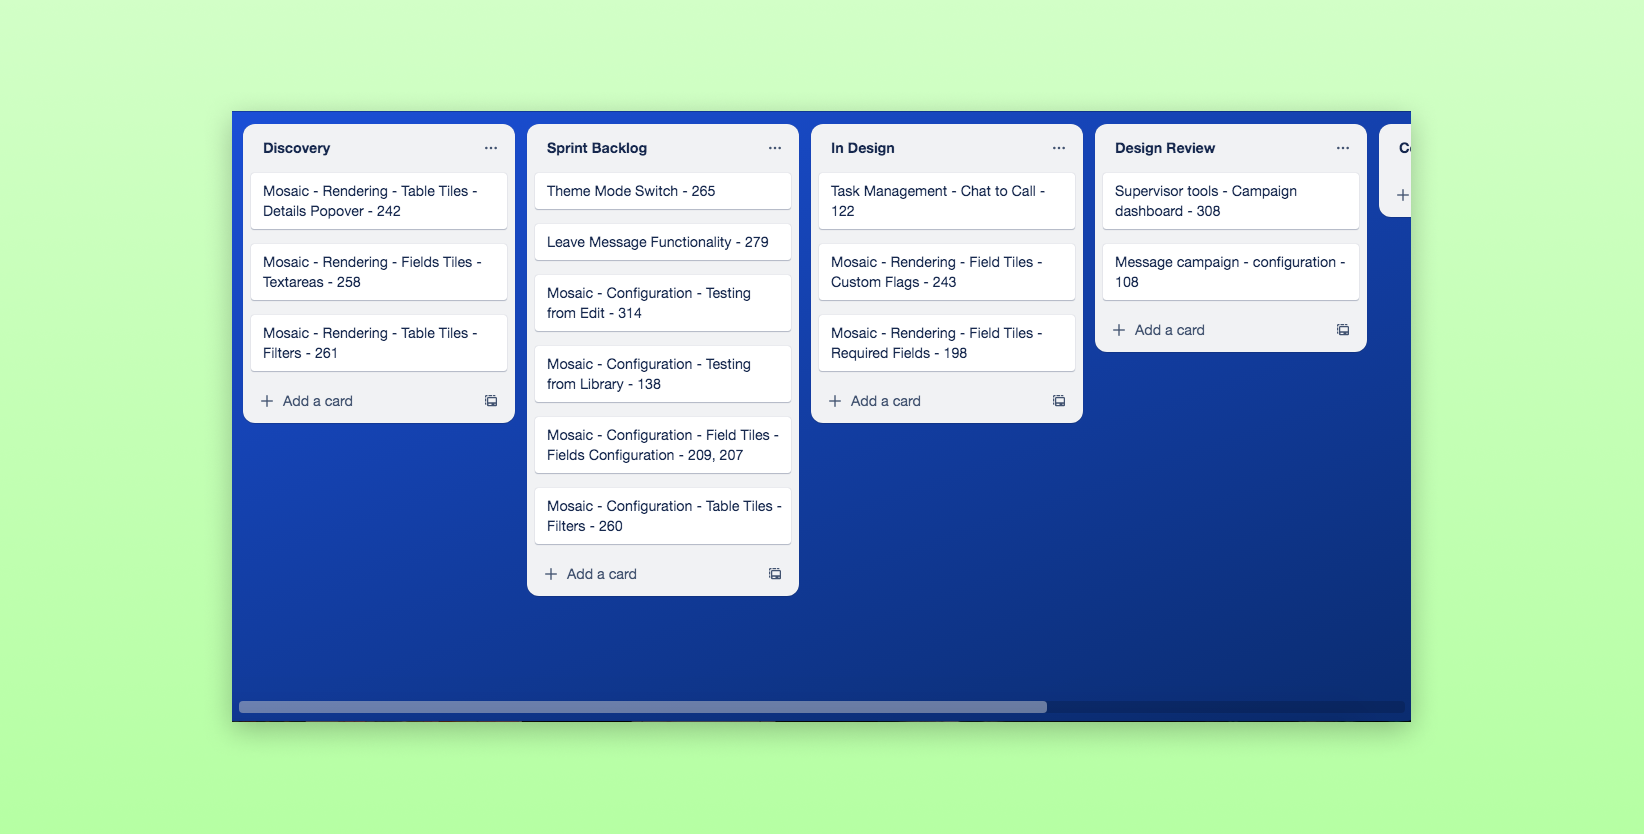 Discovery
Mosaic - Rendering - Table Tiles -
Details Popover - 242
Mosaic - Rendering - Fields Tiles -
Textareas - 258
Mosaic - Rendering - Table Tiles -
Filters - 261
Add a card
Sprint Backlog
Theme Mode Switch - 265
Leave Message Functionality - 279
Mosaic - Configuration - Testing
from Edit - 314
Mosaic - Configuration - Testing
from Library - 138
Mosaic - Configuration - Field Tiles -
Fields Configuration - 209, 207
Mosaic - Configuration - Table Tiles -
Filters - 260
Add a card
In Design
Task Management - Chat to Call -
122
Mosaic - Rendering - Field Tiles -
Custom Flags - 243
Mosaic - Rendering - Field Tiles -
Required Fields - 198
Add a card
Design Review
Supervisor tools - Campaign
dashboard - 308
Message campaign - configuration -
108
Add a card